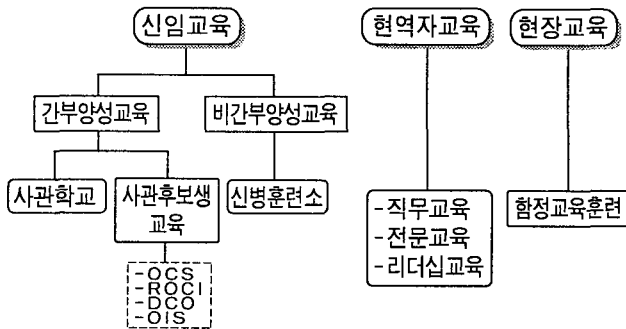 신임교육
현역자교육
현장교육
간부양성교육
비간부양성교육
사관학교
사관후보생
교육
신병훈련소
-직무교육
-전문교육
-리더십교육
함정교육훈련
-OCS
-ROCI
-DCO
-OIS